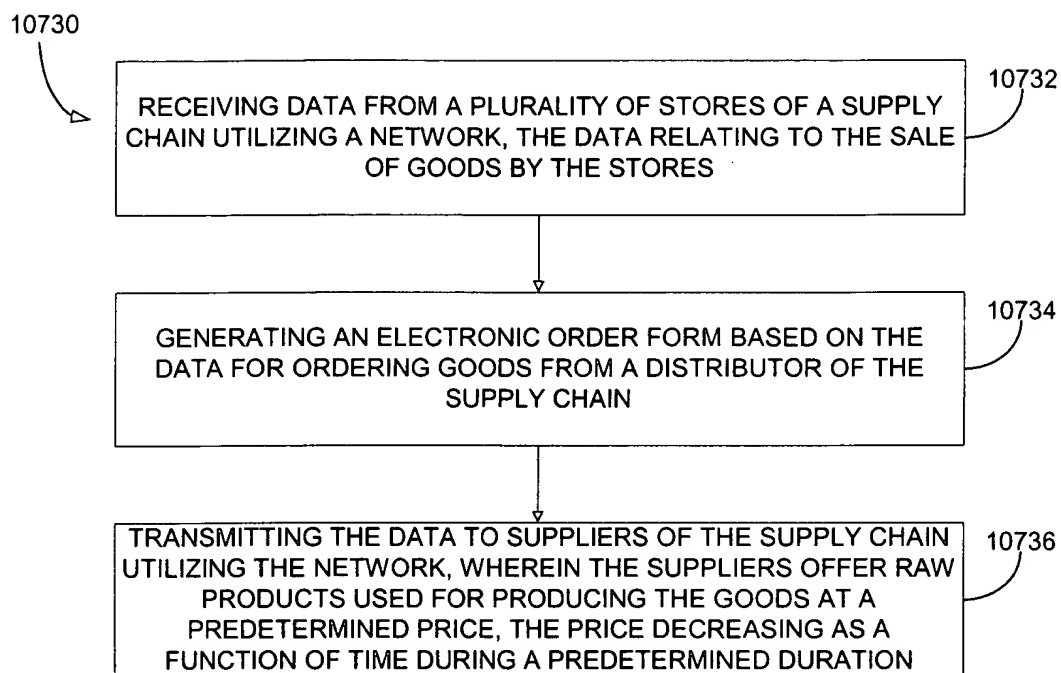 10730
10732
RECEIVING DATA FROM A PLURALITY OF STORES OF A SUPPLY
CHAIN UTILIZING A NETWORK, THE DATA RELATING TO THE SALE
OF GOODS BY THE STORES
10734
GENERATING AN ELECTRONIC ORDER FORM BASED ON THE
DATA FOR ORDERING GOODS FROM A DISTRIBUTOR OF THE
SUPPLY CHAIN
10736
TRANSMITTING THE DATA TO SUPPLIERS OF THE SUPPLY CHAIN
UTILIZING THE NETWORK, WHEREIN THE SUPPLIERS OFFER RAW
PRODUCTS USED FOR PRODUCING THE GOODS AT A
PREDETERMINED PRICE, THE PRICE DECREASING AS A
FUNCTION OF TIME DURING A PREDETERMINED DURATION